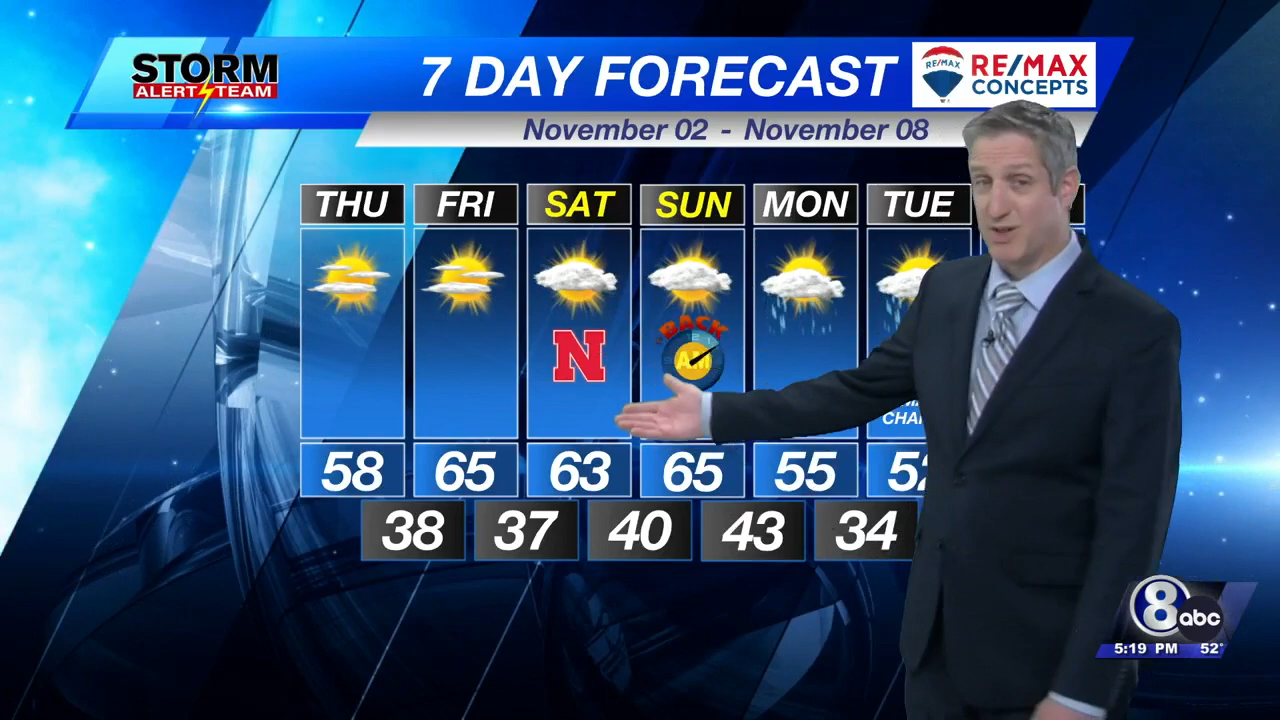 STORM
ALERT TEAM
7 DAY FORECAST
RE/MAX
RE/MAX
CONCEPTS
November 02 - November 08
THU FRI SAT SUN MON TUE
N
BACK
AM
58 65 63 65 55
38 37 40 43 34
8 abc
5:19 PM 52°